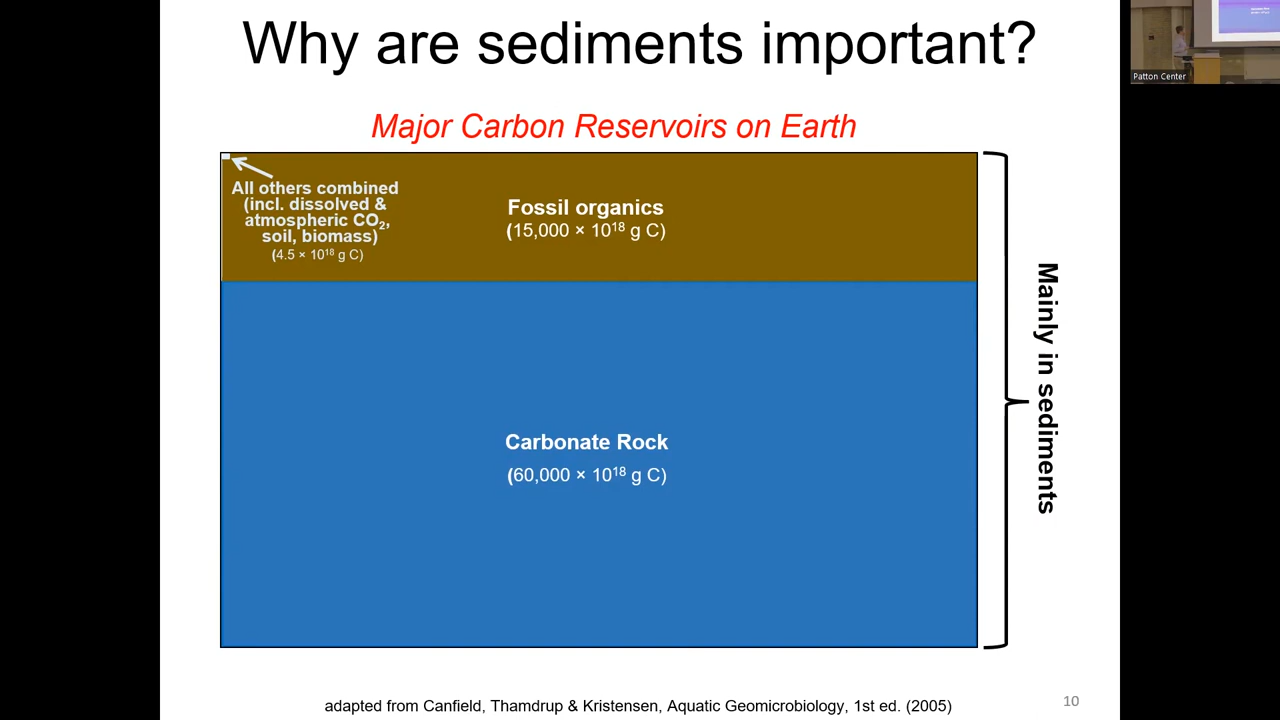 Why are sediments important?
Major Carbon Reservoirs on Earth
All others combined
(incl. dissolved &
atmospheric CO₂,
soil, biomass)
(4.5 × 10¹⁸ g C)
Fossil organics
(15,000 × 10¹⁸ g C)
Carbonate Rock
(60,000 × 10¹⁸ g C)
Mainly in sediments
adapted from Canfield, Thamdrup & Kristensen, Aquatic Geomicrobiology, 1st ed. (2005)
10
Patton Center